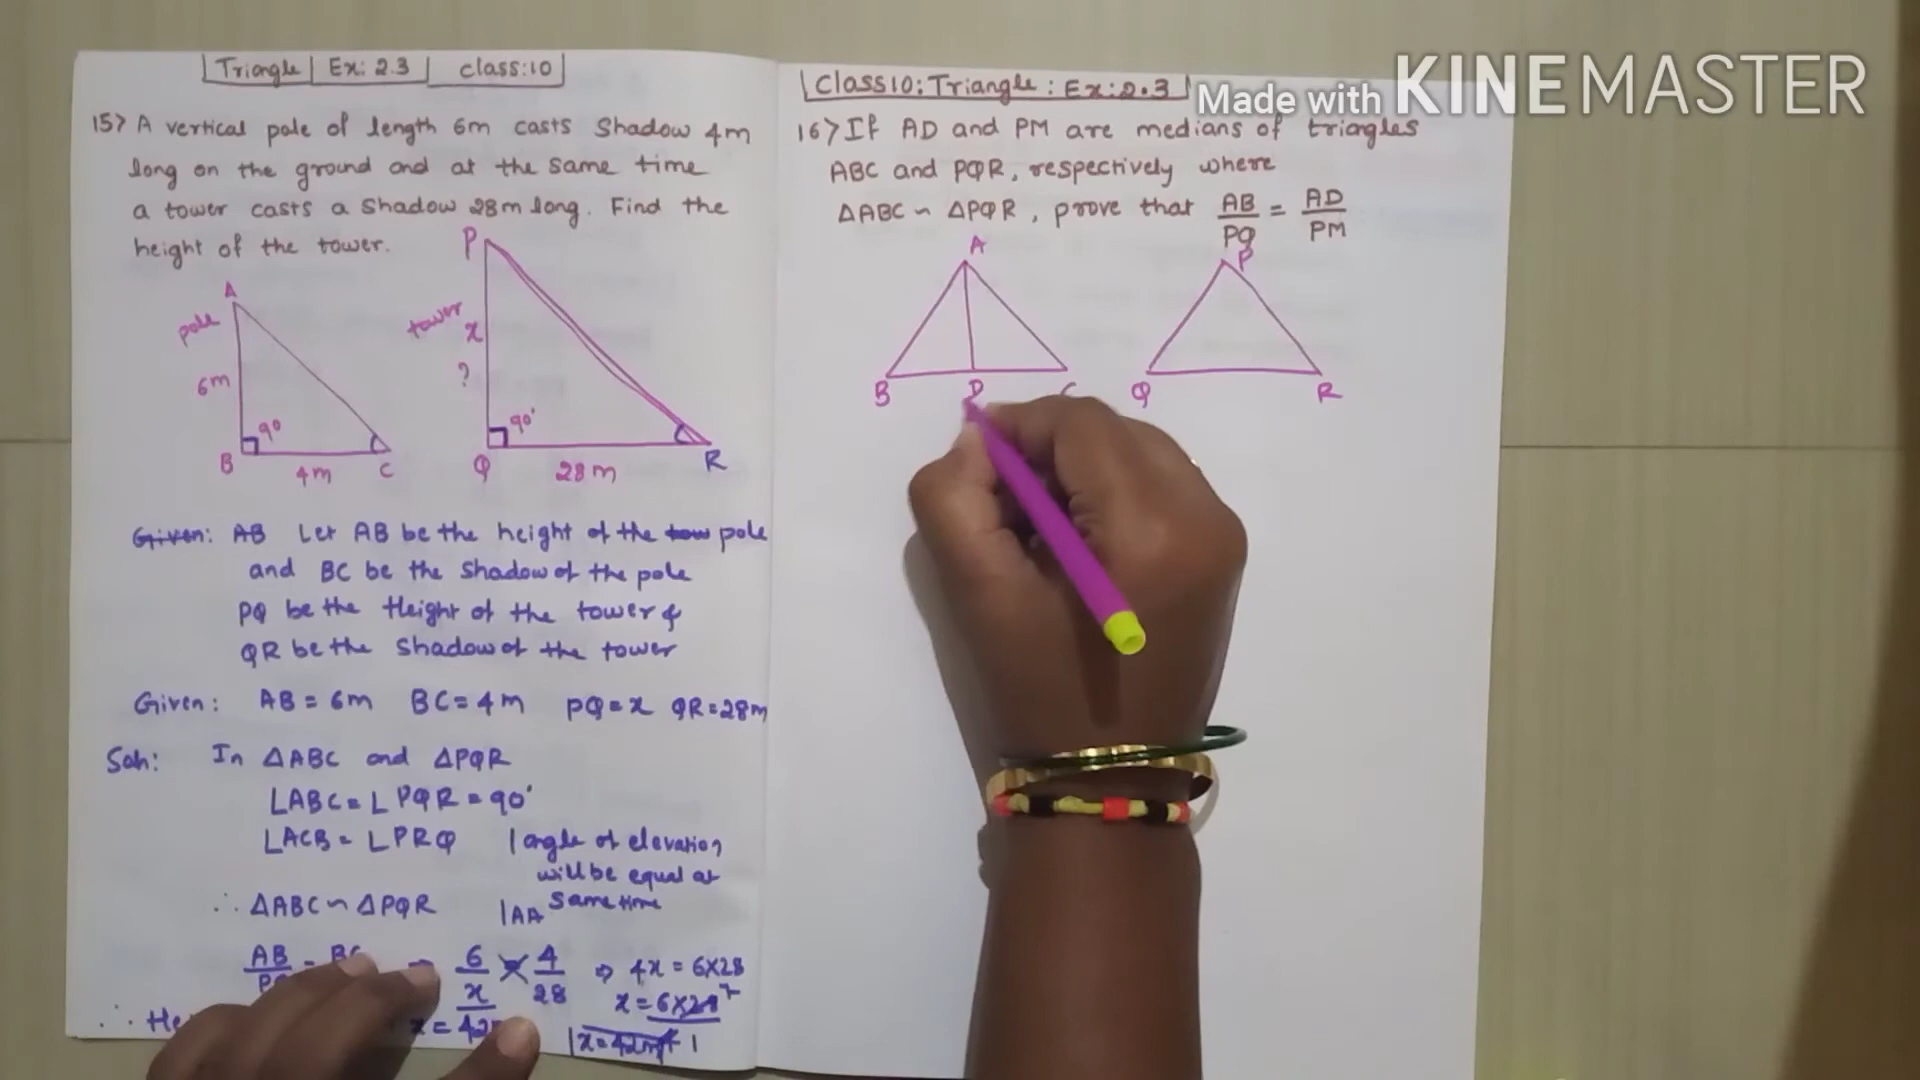 Triangle | Ex: 2.3 | class:10
15> A vertical pole of length 6m casts Shadow 4m
long on the ground and at the same time
a tower casts a shadow 28m long. Find the
height of the tower.
A
pole
6m
90
B
4m
C
P
tower
x
?
90°
Q
28m
R
Given: AB Let AB be the height of the tow pole
and BC be the shadow of the pole
PQ be the Height of the tower &
QR be the shadow of the tower
Given: AB = 6m BC = 4m PQ = x QR = 28m
Soln: In ΔABC and ΔPQR
∠ABC = ∠PQR = 90°
∠ACB = ∠PRQ | angle of elevation
will be equal at
same time
∴ ΔABC ~ ΔPQR | AA
AB = BC ⇒ 6/x 4/28 ⇒ 4x = 6x28
x = 6x28 7
x = 42m
Class10: Triangle: Ex: 2.3
Made with KINEMASTER
16> If AD and PM are medians of triangles
ABC and PQR, respectively where
ΔABC ~ ΔPQR, prove that AB/PQ = AD/PM
A
B
D
P
Q
R